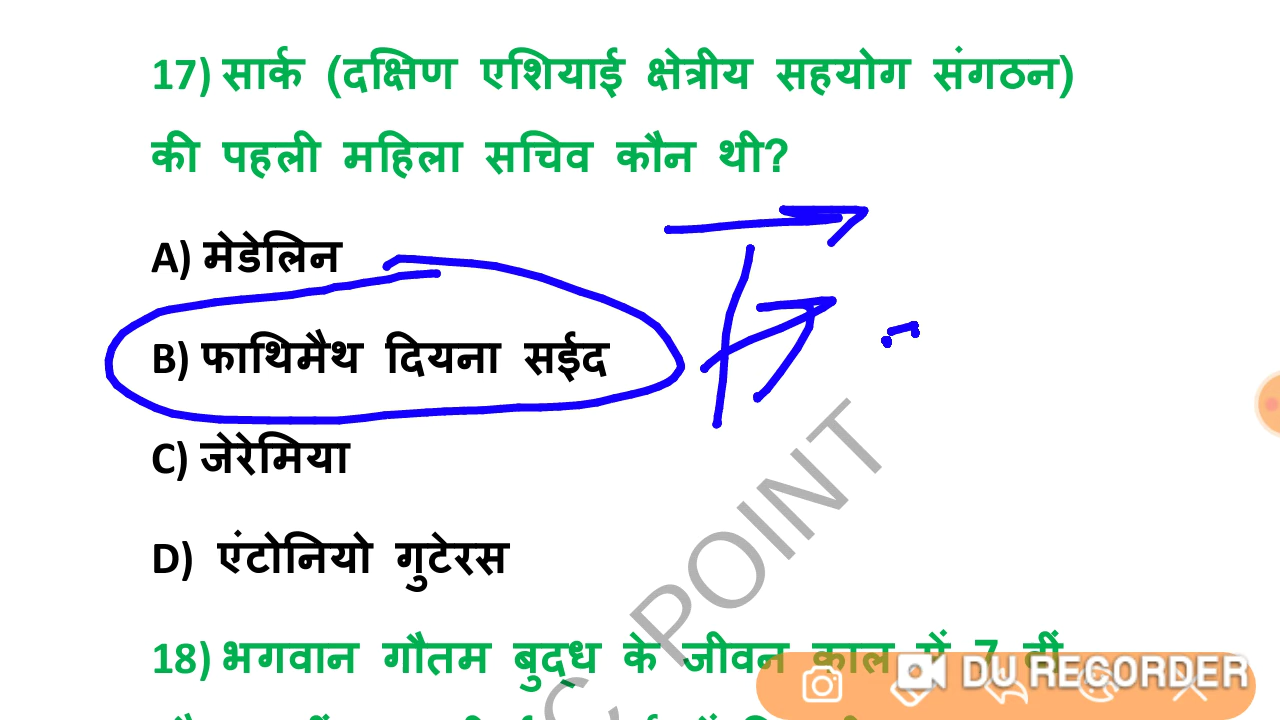 17) सार्क (दक्षिण एशियाई क्षेत्रीय सहयोग संगठन)
की पहली महिला सचिव कौन थी?
A) मेडेलिन
B) फाथिमैथ दियना सईद
C) जेरेमिया
D) एंटोनियो गुटेरस
POINT
18) भगवान गौतम बुद्ध के जीवन काल में 7 वीं
DU RECORDER